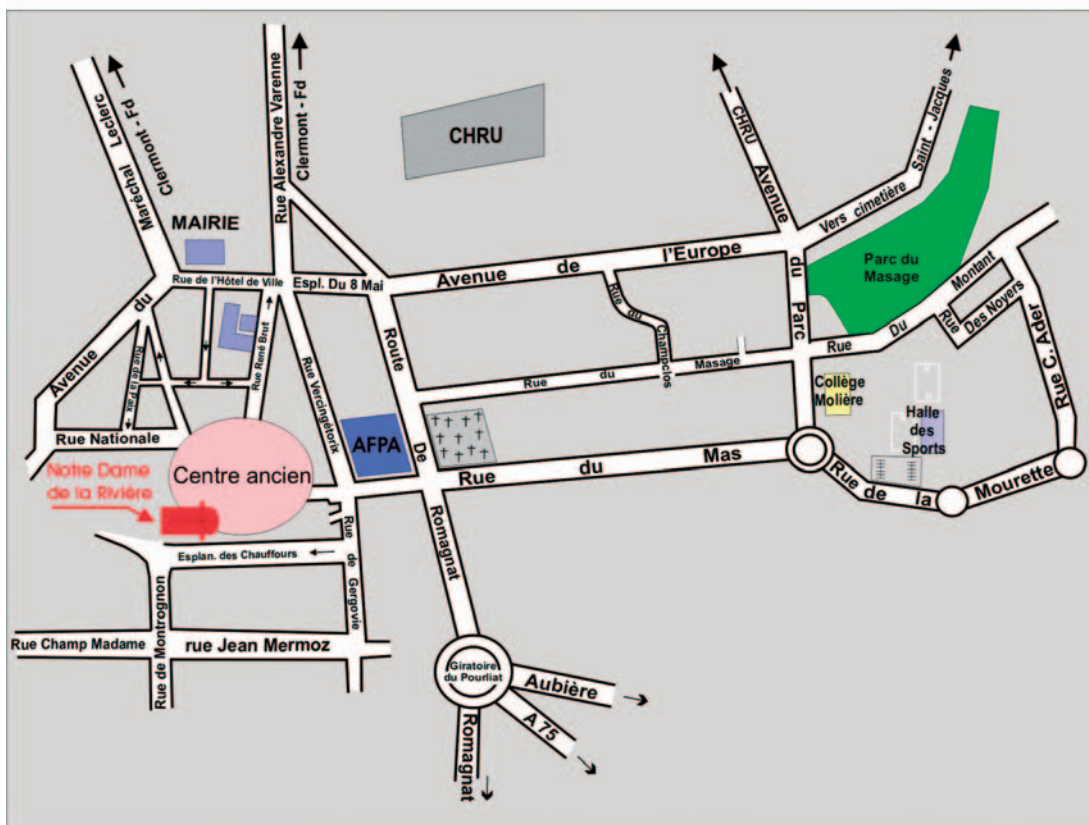 Maréchal Leclerc
Clermont - Fd
Rue Alexandre Varenne
Clermont - Fd
CHRU
CHRU
Avenue
du
Parc
Vers cimetière Saint - Jacques
MAIRIE
Rue de l'Hôtel de Ville
Espl. Du 8 Mai
Avenue de l'Europe
Parc du
Masage
Avenue du
Rue de la Paix
Rue René Brut
Rue Vercingétorix
Route De Romagnat
Rue du Champclos
Rue du Masage
Rue Du Montant
Rue
Des Noyers
Rue C. Ader
Collège
Molière
Halle
des
Sports
Rue Nationale
AFPA
Centre ancien
Rue du Mas
Rue de la Mourette
Notre Dame
de la Rivière
Esplan. des Chauffours
Rue de Gergovie
Rue Champ Madame
rue Jean Mermoz
Rue de Montrognon
Giratoire
du Pourliat
Aubière
A 75
Romagnat